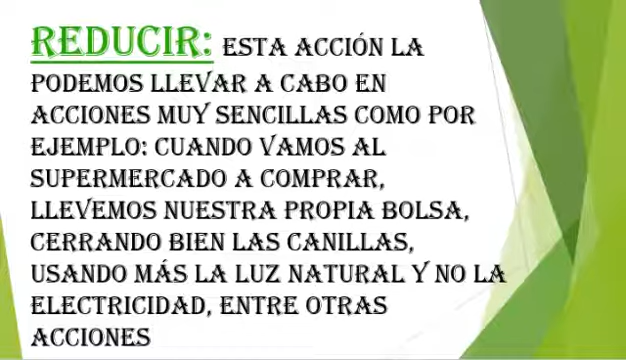 REDUCIR: ESTA ACCIÓN LA
PODEMOS LLEVAR A CABO EN
ACCIONES MUY SENCILLAS COMO POR
EJEMPLO: CUANDO VAMOS AL
SUPERMERCADO A COMPRAR,
LLEVEMOS NUESTRA PROPIA BOLSA,
CERRANDO BIEN LAS CANILLAS,
USANDO MÁS LA LUZ NATURAL Y NO LA
ELECTRICIDAD, ENTRE OTRAS
ACCIONES